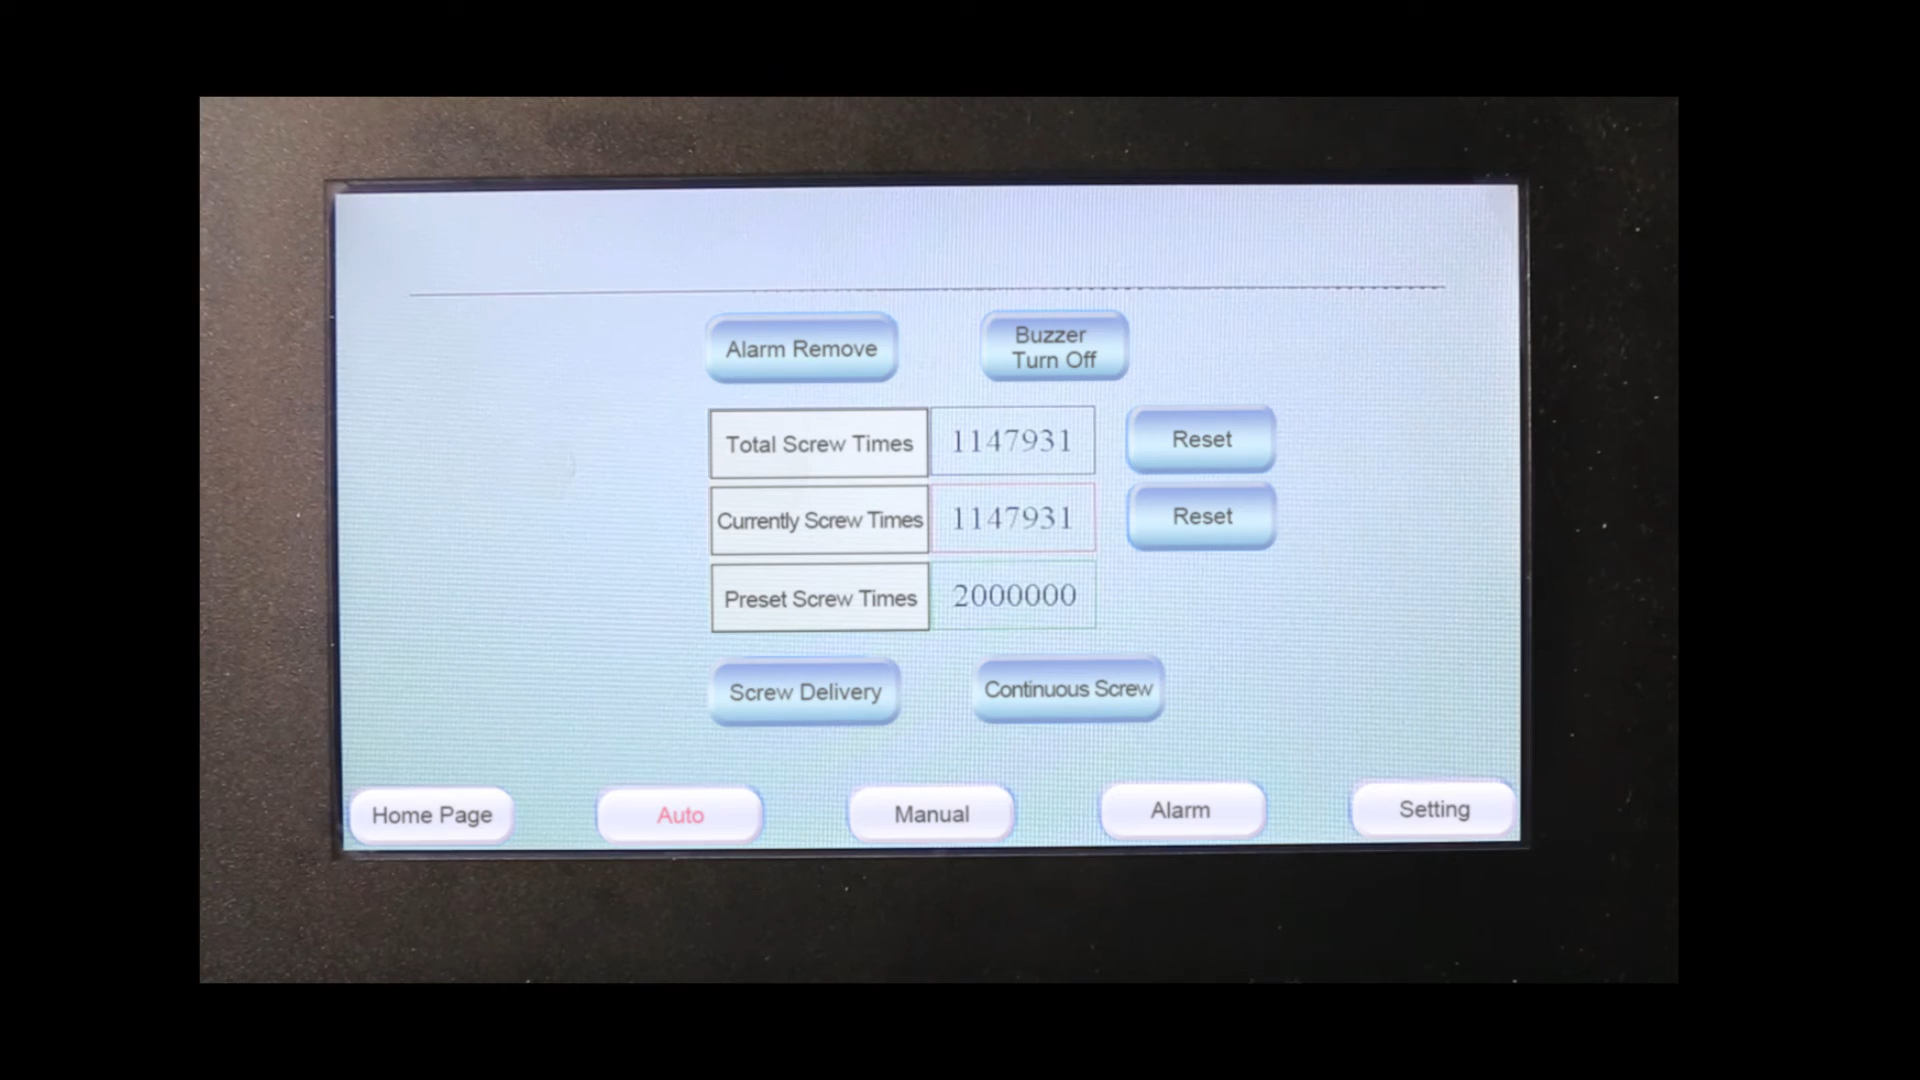 Alarm Remove
Buzzer
Turn Off
Total Screw Times 1147931 Reset
Currently Screw Times 1147931 Reset
Preset Screw Times 2000000
Screw Delivery Continuous Screw
Home Page Auto Manual Alarm Setting